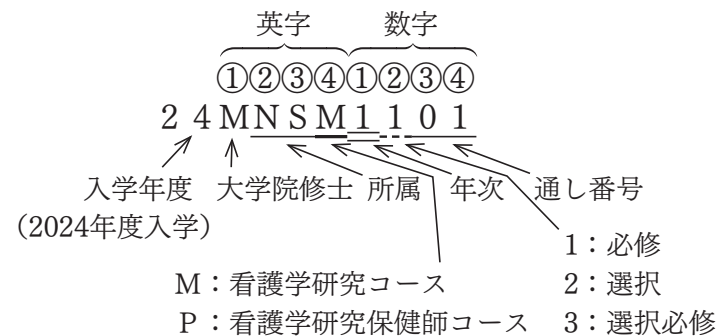 英字 数字
①②③④①②③④
24MNSM1101
入学年度 大学院修士 所属 年次 通し番号
(2024年度入学)
1:必修
M:看護学研究コース 2:選択
P:看護学研究保健師コース 3:選択必修